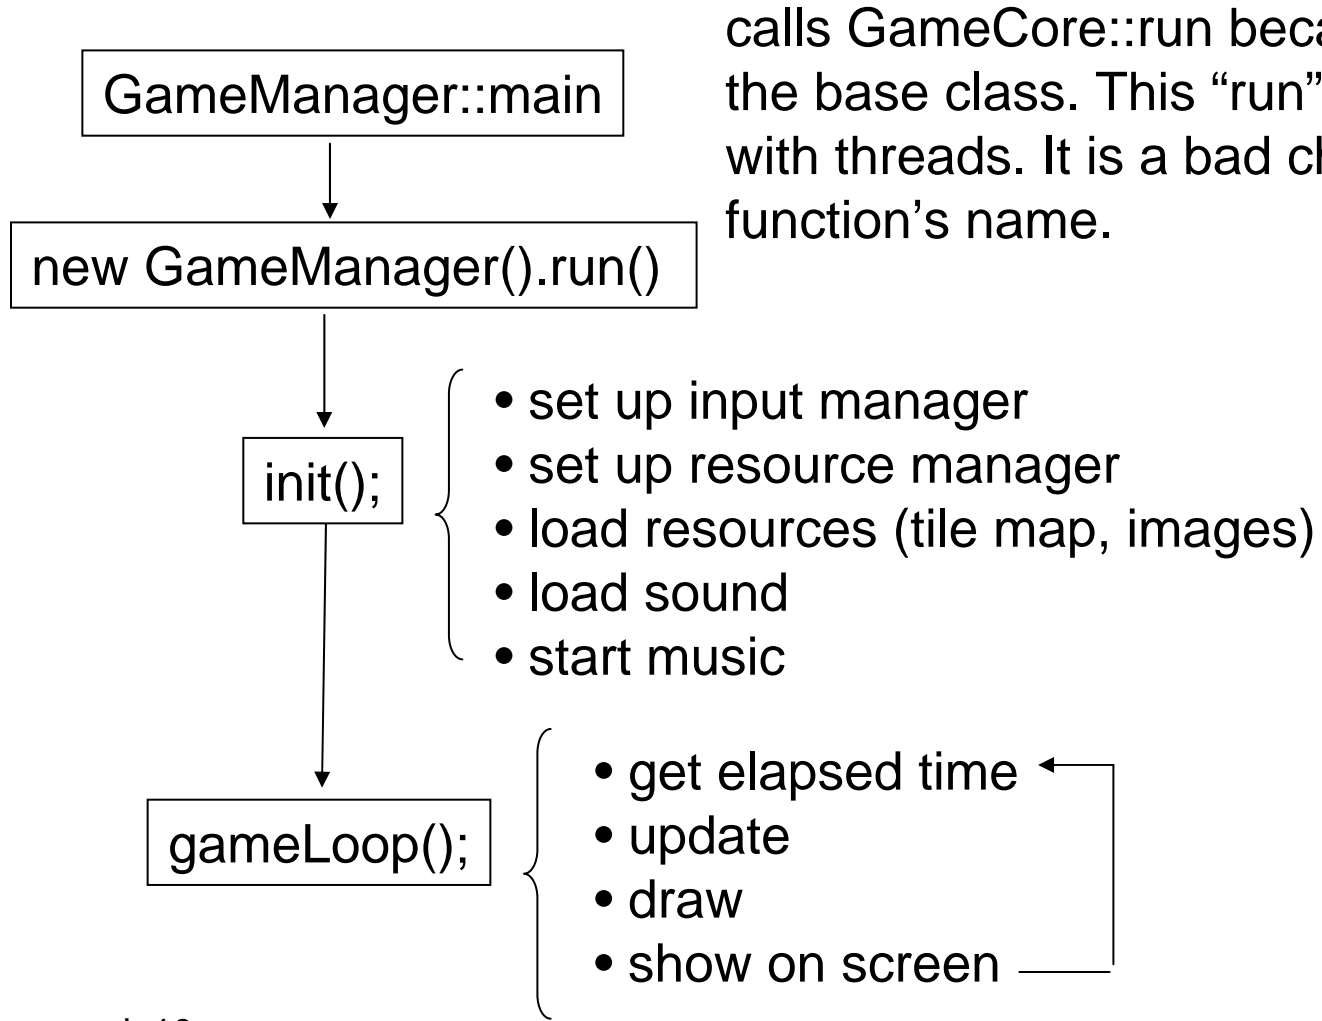 calls GameCore::run
the base class. This “run”
with threads. It is a bad
function’s name.
GameManager::main
new GameManager().run()
init();
• set up input manager
• set up resource manager
• load resources (tile map, images)
• load sound
• start music
gameLoop();
• get elapsed time
• update
• draw
• show on screen